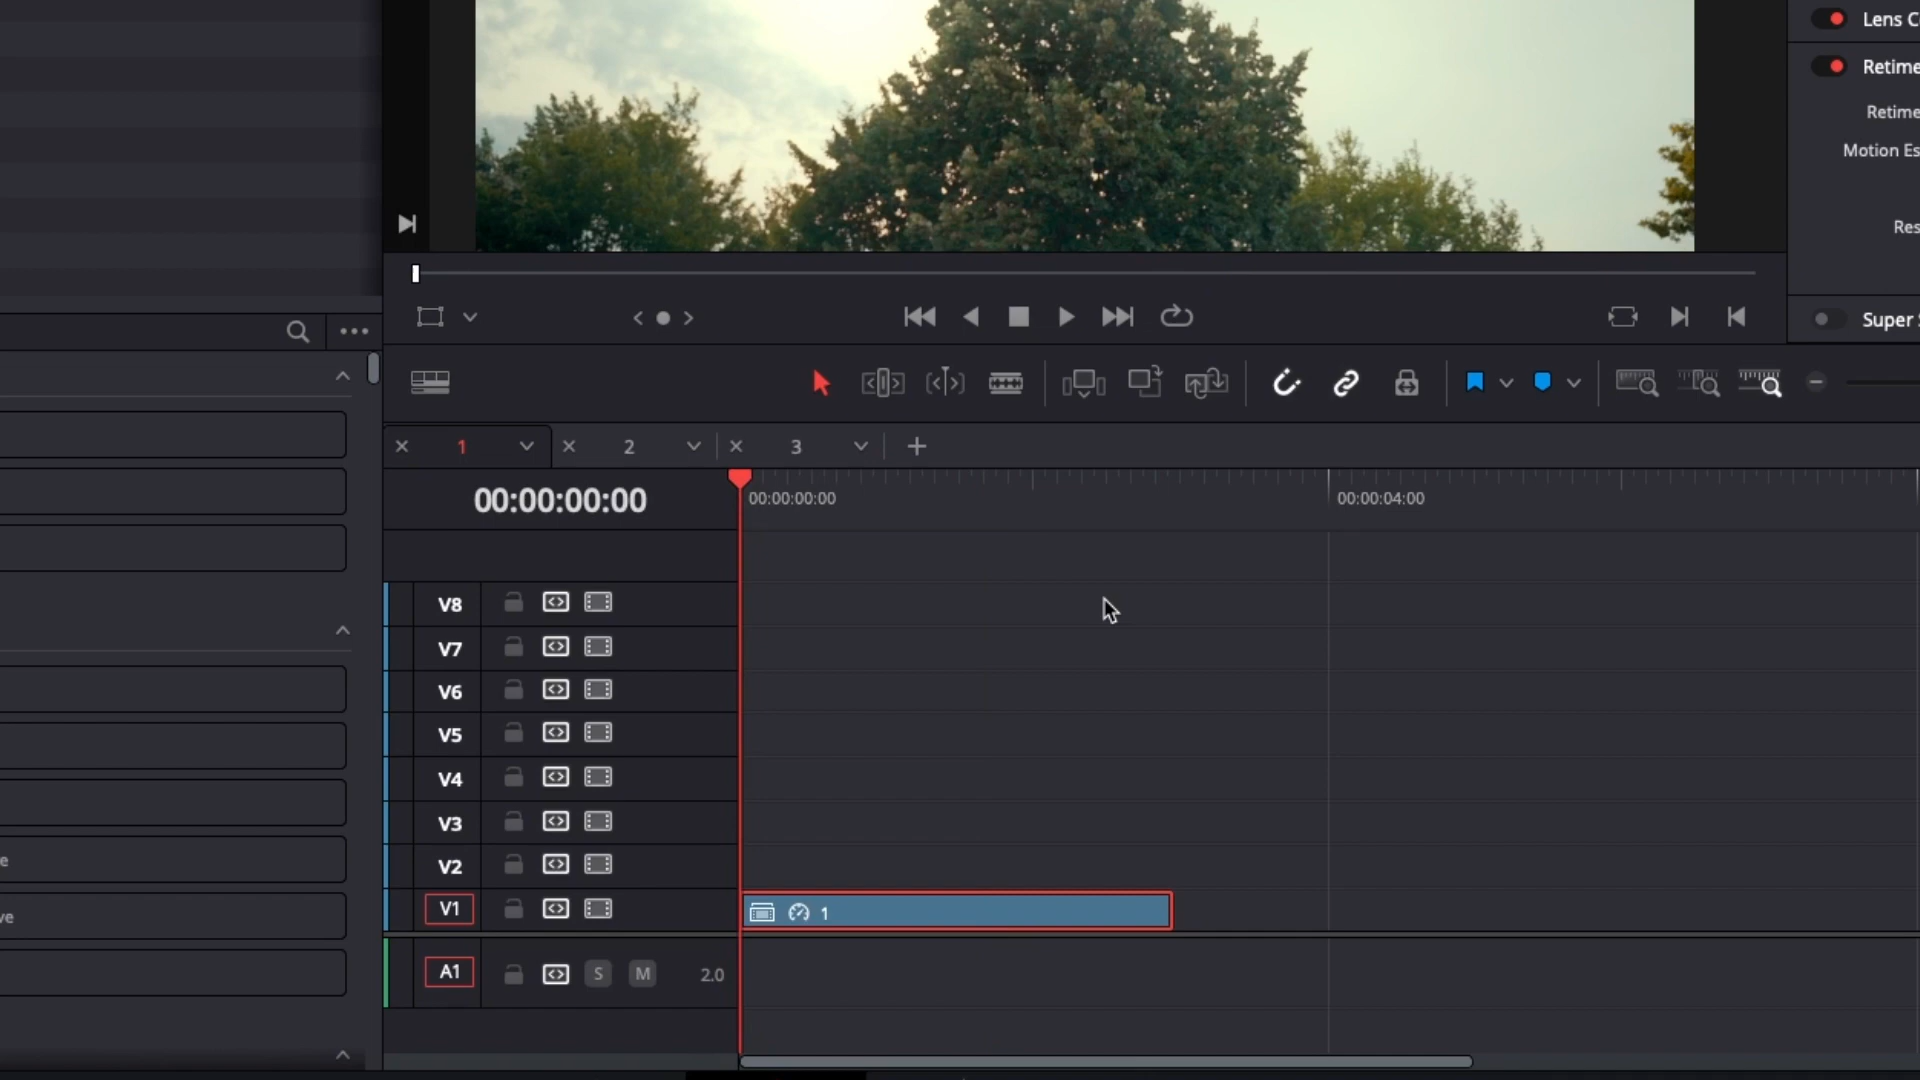 Lens C
Retime
Retime
Motion Es
Res
Super
1
2
3
00:00:00:00
00:00:00:00
00:00:04:00
V8
V7
V6
V5
V4
V3
V2
V1
1
A1
S
M
2.0
e
ve